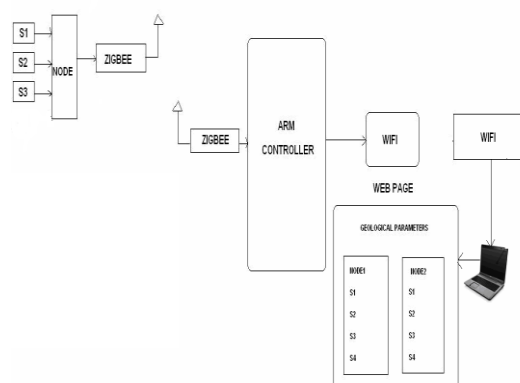 S1
S2
S3
NODE
ZIGBEE
ZIGBEE
ARM
CONTROLLER
WIFI
WIFI
WEB PAGE
GEOLOGICAL PARAMETERS
NODE1
S1
S2
S3
S4
NODE2
S1
S2
S3
S4